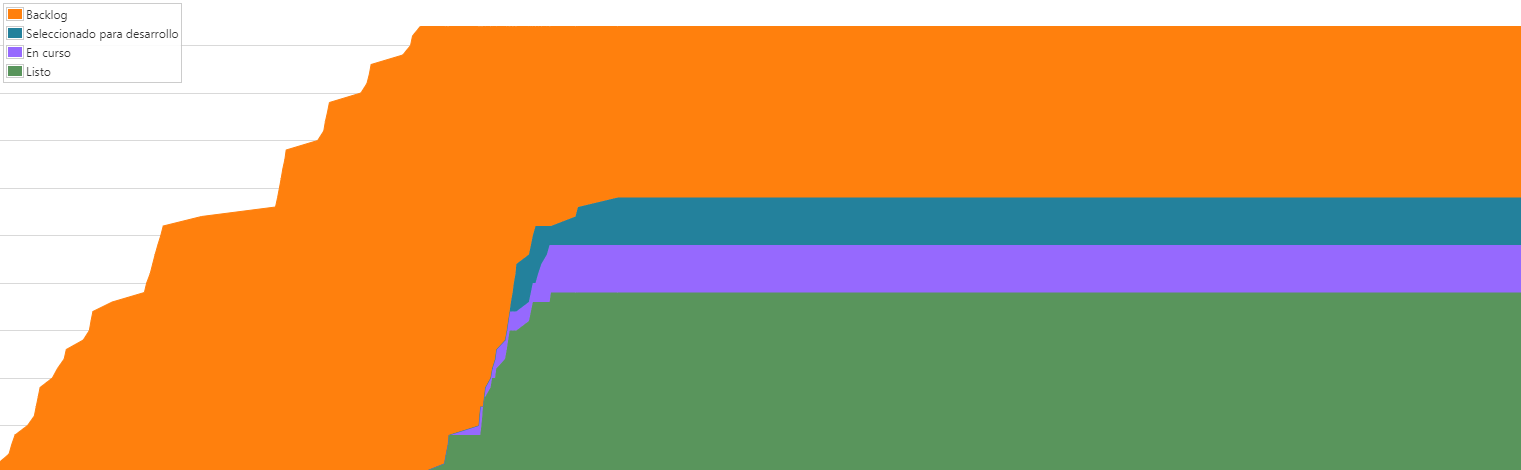 Backlog
Seleccionado para desarrollo
En curso
Listo